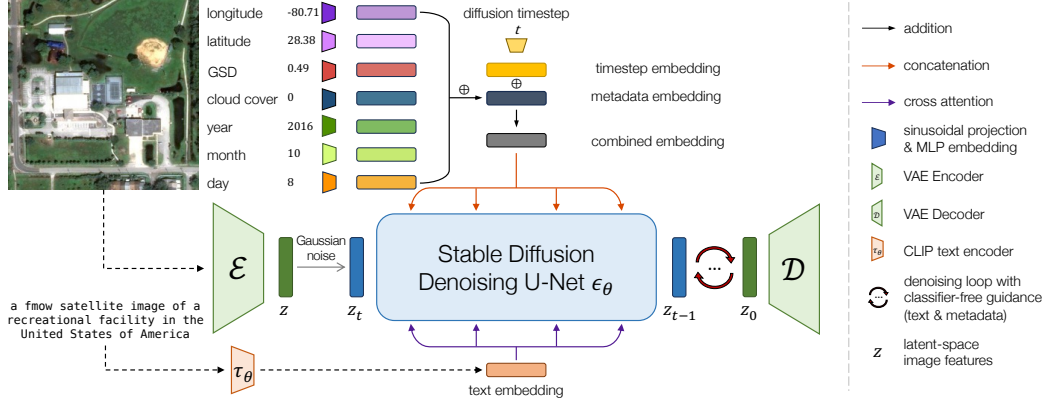 longitude -80.71
latitude 28.38
GSD 0.49
cloud cover 0
year 2016
month 10
day 8
diffusion timestep
t
⊕
timestep embedding
⊕
metadata embedding
combined embedding
a fmow satellite image of a
recreational facility in the
United States of America
ℰ
z
Gaussian
noise
z_t
Stable Diffusion
Denoising U-Net ϵ_θ
z_{t−1}
...
z_0
𝒟
τ_θ
text embedding
addition
concatenation
cross attention
sinusoidal projection
& MLP embedding
ℰ VAE Encoder
𝒟 VAE Decoder
τ_θ CLIP text encoder
... denoising loop with
classifier-free guidance
(text & metadata)
z latent-space
image features